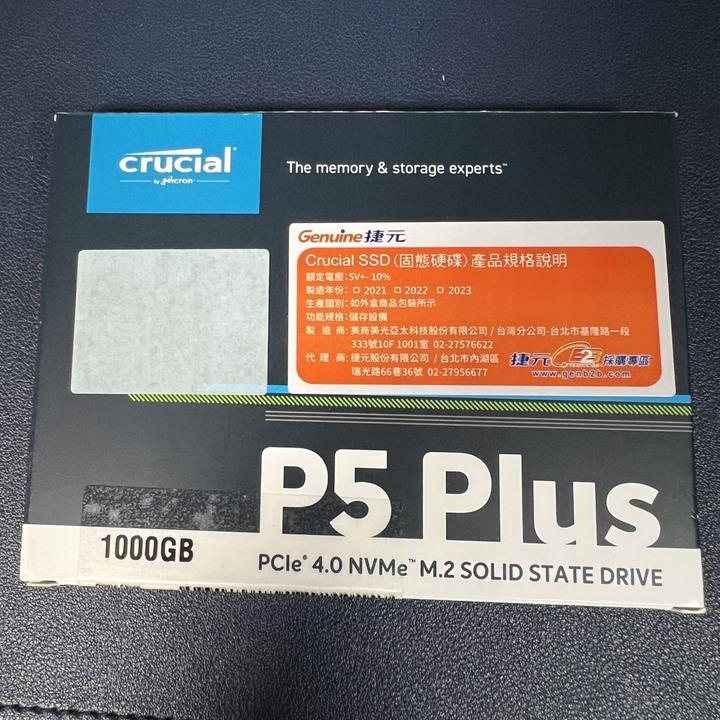 crucial
by Micron
The memory & storage experts™
Genuine捷元
Crucial SSD(固態硬碟)產品規格說明
額定電壓:5V+- 10%
製造年份:□ 2021 □ 2022 □ 2023
生產國別:如外盒商品包裝所示
功能規格:儲存設備
製 造 商:美商美光亞太科技股份有限公司 / 台灣分公司-台北市基隆路一段
333號10F 1001室 02-27576622
代 理 商:捷元股份有限公司 / 台北市內湖區
瑞光路66巷36號 02-27956677
捷元 B2B 採購專區
www.genb2b.com
P5 Plus
1000GB
PCIe® 4.0 NVMe™ M.2 SOLID STATE DRIVE